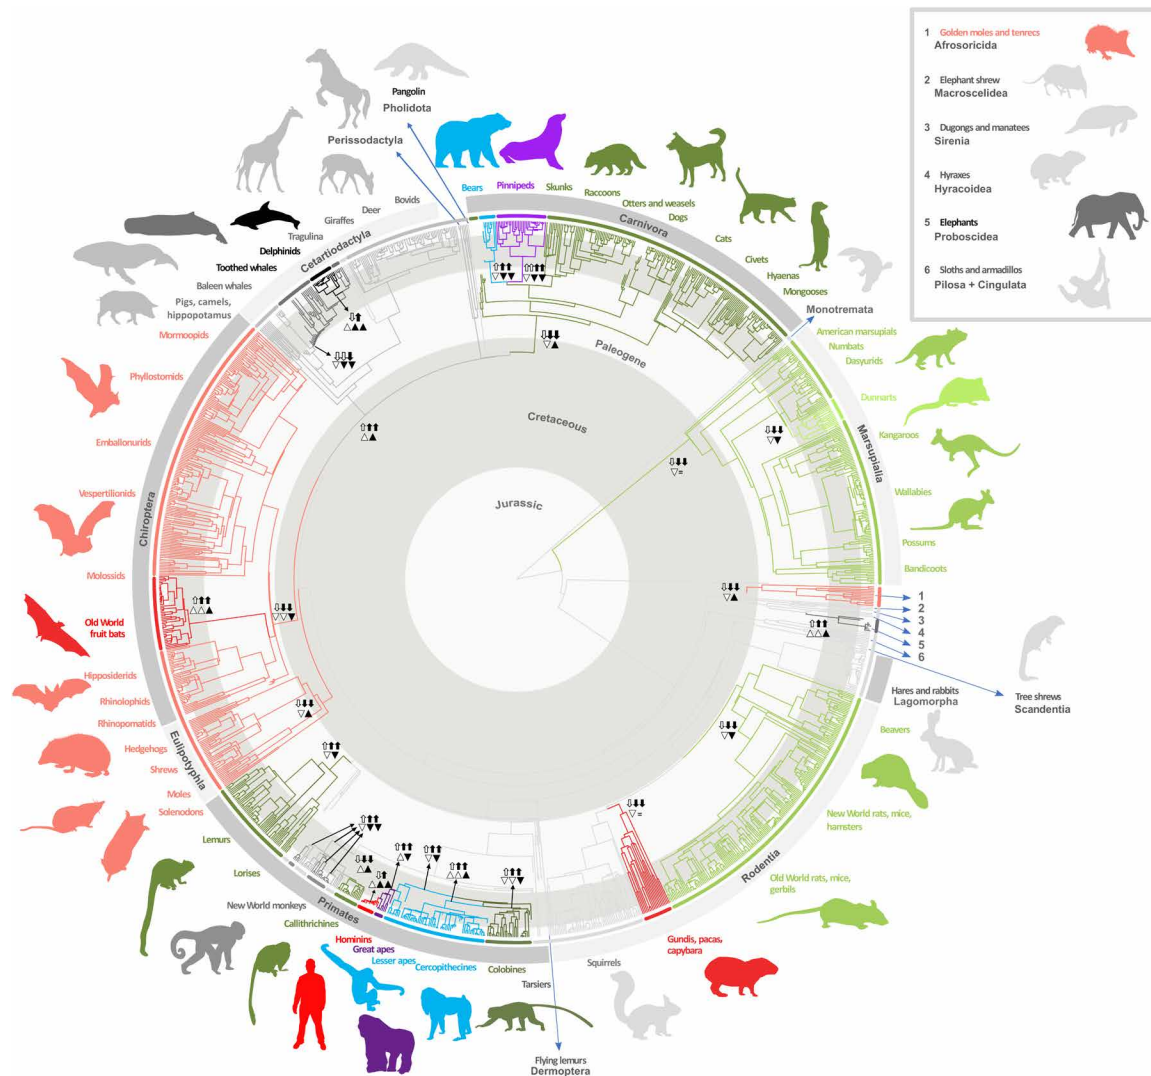 1 Golden moles and tenrecs
Afrosoricida
2 Elephant shrew
Macroscelidea
3 Dugongs and manatees
Sirenia
4 Hyraxes
Hyracoidea
5 Elephants
Proboscidea
6 Sloths and armadillos
Pilosa + Cingulata
Pangolin
Pholidota
Perissodactyla
Bears
Pinnipeds
Skunks
Raccoons
Otters and weasels
Dogs
Cats
Civets
Hyaenas
Mongooses
Carnivora
Monotremata
American marsupials
Numbats
Dasyurids
Dunnarts
Kangaroos
Wallabies
Possums
Bandicoots
Marsupialia
1
2
3
4
5
6
Tree shrews
Scandentia
Hares and rabbits
Lagomorpha
Beavers
New World rats, mice,
hamsters
Old World rats, mice,
gerbils
Rodentia
Gundis, pacas,
capybara
Squirrels
Flying lemurs
Dermoptera
Tarsiers
Colobines
Cercopithecines
Lesser apes
Great apes
Hominins
Callithrichines
New World monkeys
Lorises
Lemurs
Primates
Solenodons
Moles
Shrews
Hedgehogs
Eulipotyphla
Rhinopomatids
Rhinolophids
Hipposiderids
Old World
fruit bats
Molossids
Vespertilionids
Emballonurids
Phyllostomids
Mormoopids
Chiroptera
Pigs, camels,
hippopotamus
Baleen whales
Toothed whales
Delphinids
Tragulina
Giraffes
Deer
Bovids
Cetartiodactyla
Paleogene
Cretaceous
Jurassic
=
=